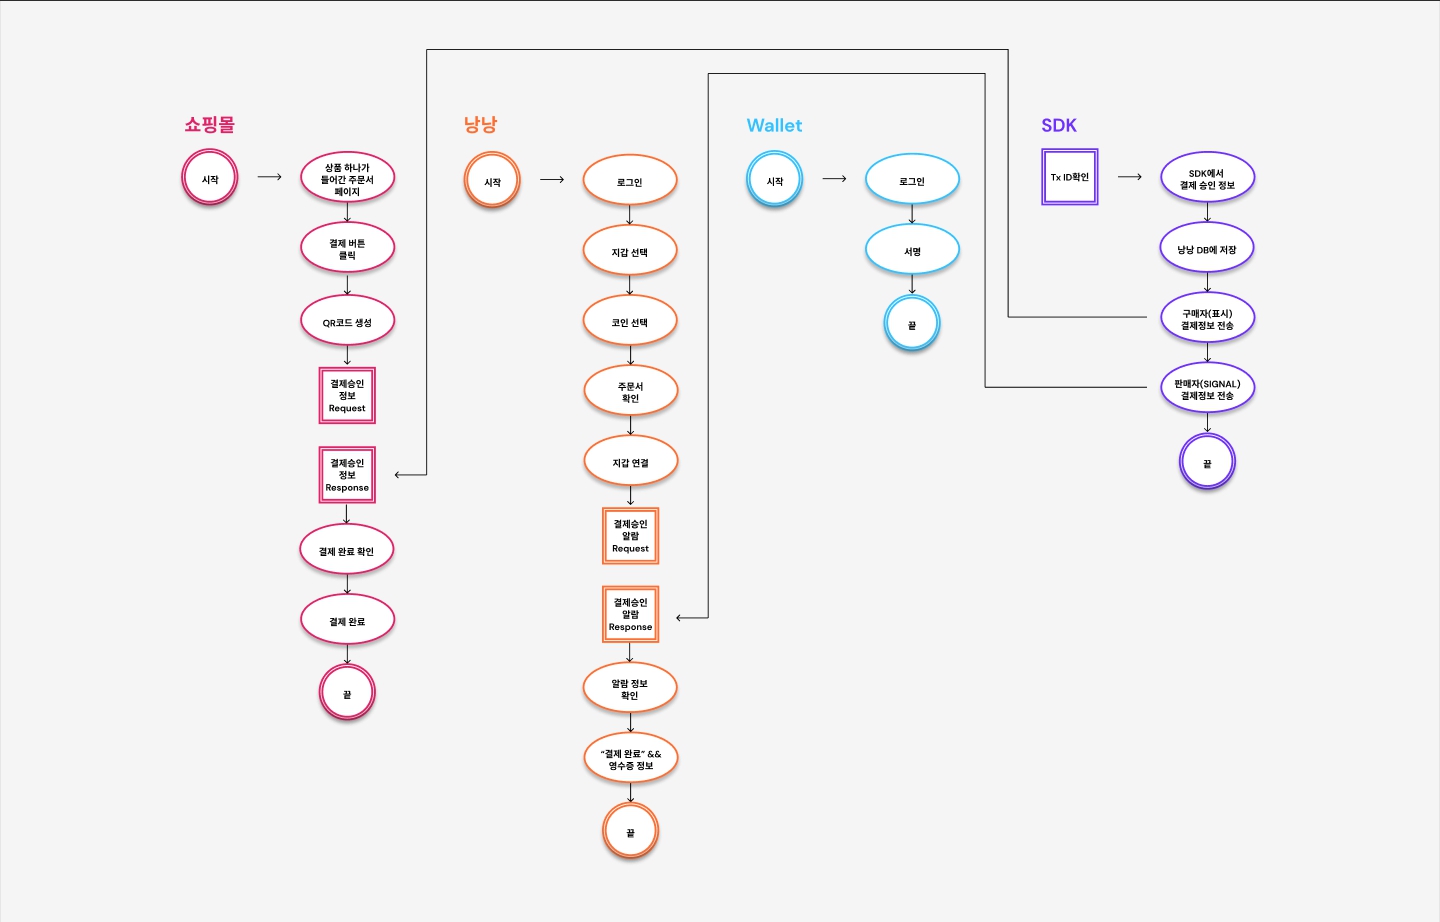 쇼핑몰
시작
상품 하나가
들어간 주문서
페이지
결제 버튼
클릭
QR코드 생성
결제승인
정보
Request
결제승인
정보
Response
결제 완료 확인
결제 완료
끝
낭낭
시작
로그인
지갑 선택
코인 선택
주문서
확인
지갑 연결
결제승인
알람
Request
결제승인
알람
Response
알람 정보
확인
“결제 완료” &&
영수증 정보
끝
Wallet
시작
로그인
서명
끝
SDK
Tx ID확인
SDK에서
결제 승인 정보
낭낭 DB에 저장
구매자(표시)
결제정보 전송
판매자(SIGNAL)
결제정보 전송
끝